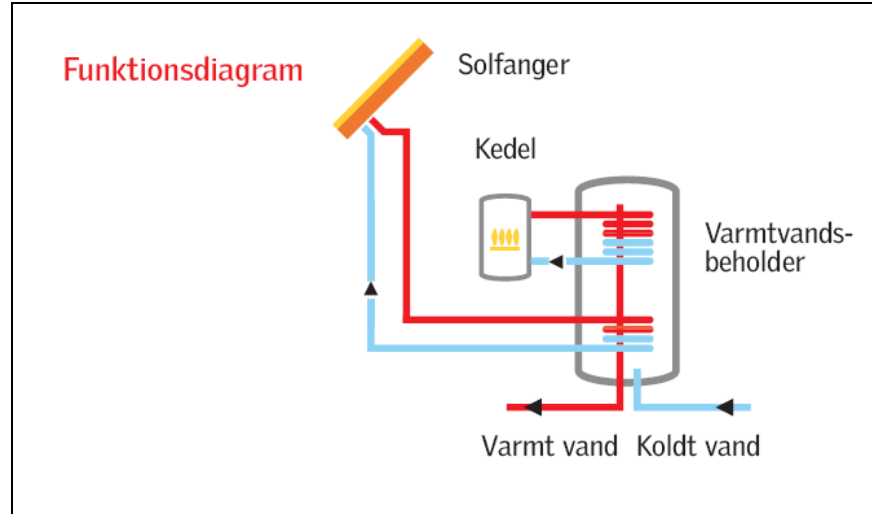 Funktionsdiagram
Solfanger
Kedel
Varmtvands-
beholder
Varmt vand
Koldt vand